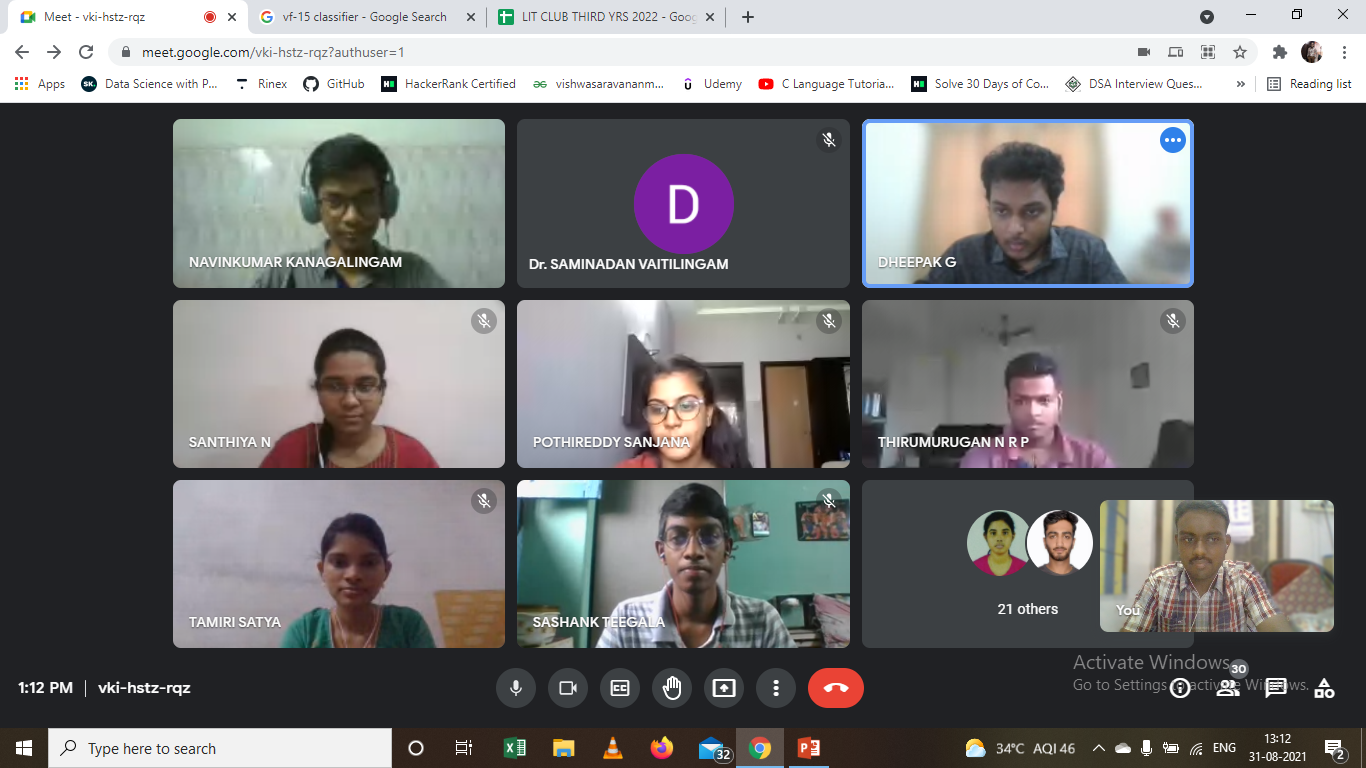 Meet - vki-hstz-rqz
vf-15 classifier - Google Search
LIT CLUB THIRD YRS 2022 - Goog
meet.google.com/vki-hstz-rqz?authuser=1
Apps
Data Science with P...
Rinex
GitHub
HackerRank Certified
vishwasaravananm...
Udemy
C Language Tutoria...
Solve 30 Days of Co...
DSA Interview Ques...
Reading list
NAVINKUMAR KANAGALINGAM
D
Dr. SAMINADAN VAITILINGAM
DHEEPAK G
SANTHIYA N
POTHIREDDY SANJANA
THIRUMURUGAN N R P
TAMIRI SATYA
SASHANK TEEGALA
21 others
You
1:12 PM | vki-hstz-rqz
30
Activate Windows
Go to Settings to activate Windows.
Type here to search
32
34°C AQI 46
ENG
13:12
31-08-2021
2